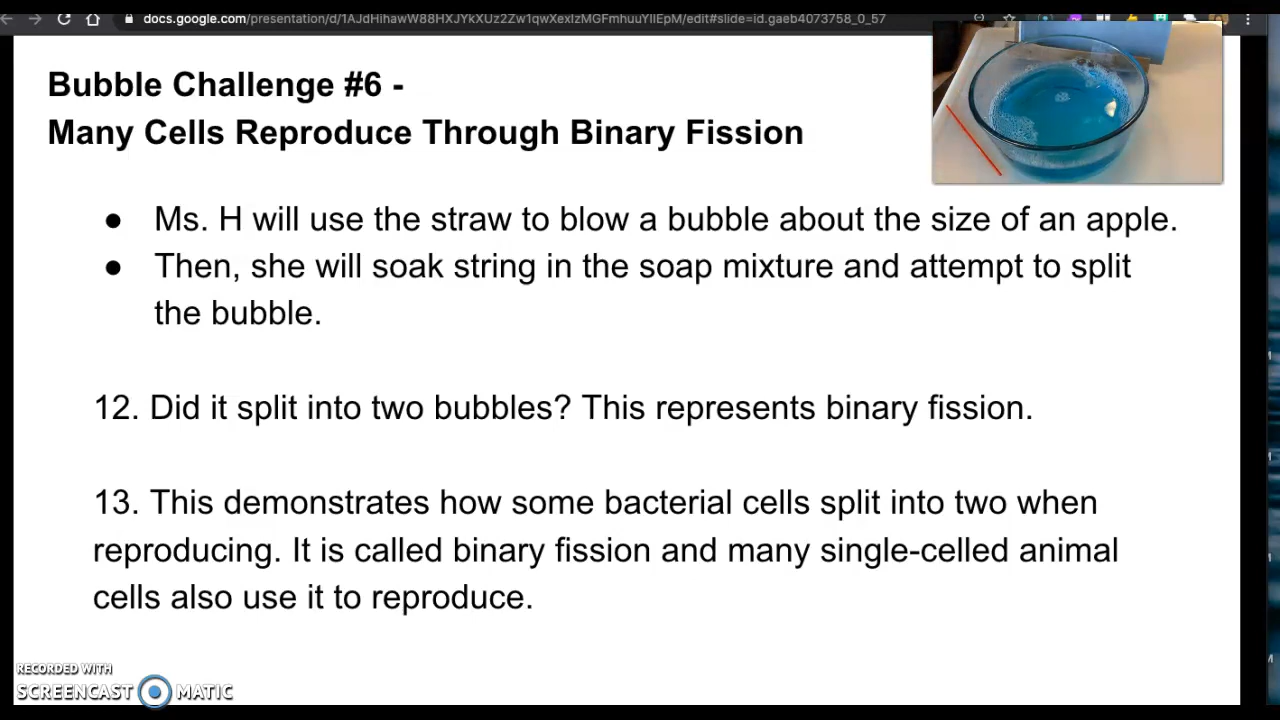 docs.google.com/presentation/d/1AJdHihawW88HXJYkXUz2Zw1qwXexIzMGFmhuuYIlEpM/edit#slide=id.gaeb4073758_0_57
Bubble Challenge #6 -
Many Cells Reproduce Through Binary Fission
● Ms. H will use the straw to blow a bubble about the size of an apple.
● Then, she will soak string in the soap mixture and attempt to split
the bubble.
12. Did it split into two bubbles? This represents binary fission.
13. This demonstrates how some bacterial cells split into two when
reproducing. It is called binary fission and many single-celled animal
cells also use it to reproduce.
RECORDED WITH
SCREENCAST MATIC